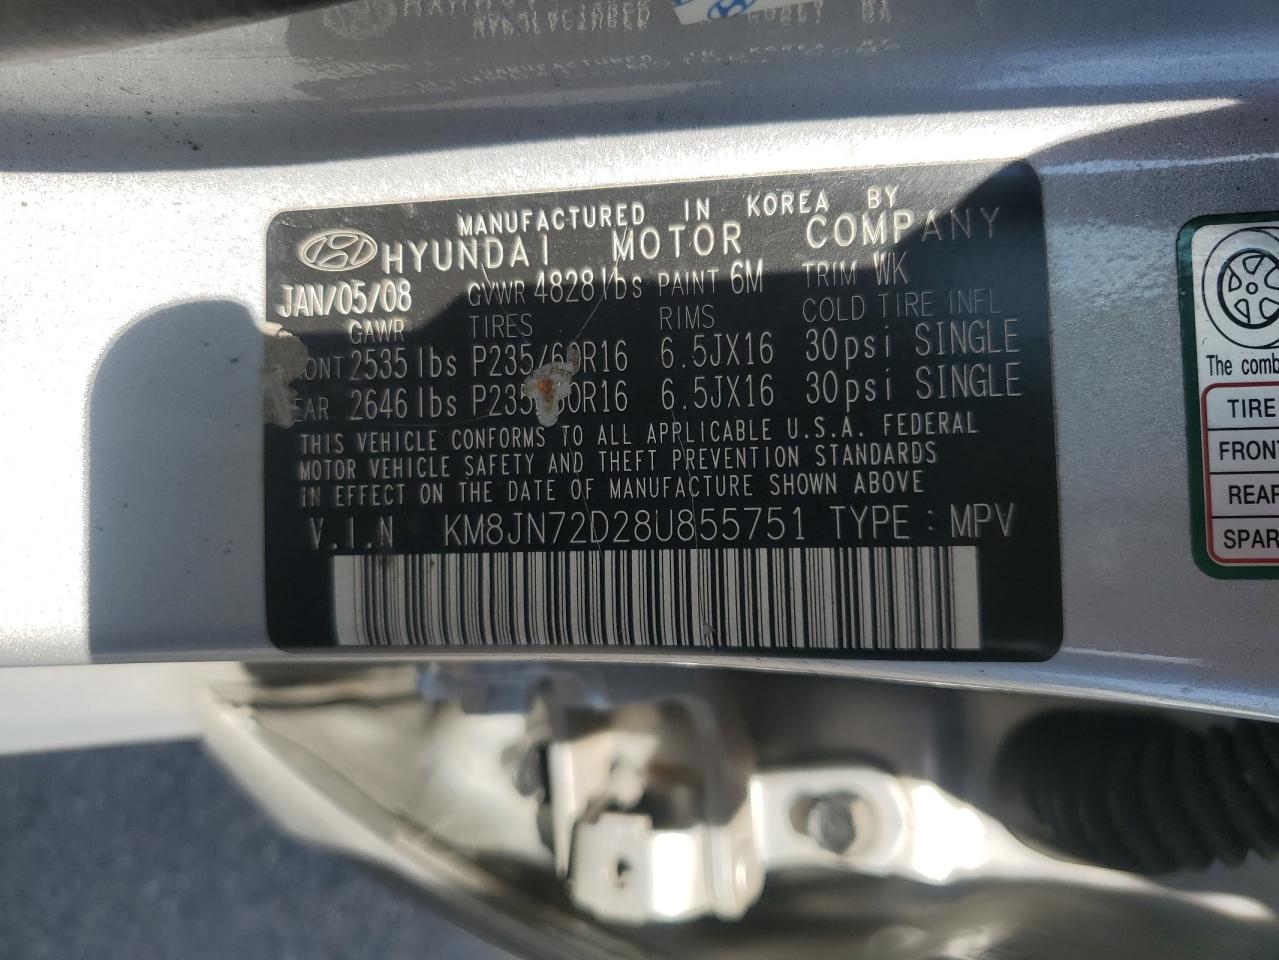 MANUFACTURED IN KOREA BY
HYUNDAI MOTOR COMPANY
JAN/05/08 GVWR 4828 lbs PAINT 6M TRIM WK
GAWR TIRES RIMS COLD TIRE INFL
2535 lbs P235/60R16 6.5JX16 30psi SINGLE
2646 lbs 6.5JX16 30psi SINGLE
THIS VEHICLE CONFORMS TO ALL APPLICABLE U.S.A. FEDERAL
MOTOR VEHICLE SAFETY AND THEFT PREVENTION STANDARDS
IN EFFECT ON THE DATE OF MANUFACTURE SHOWN ABOVE
V.I.N KM8JN72D28U855751 TYPE : MPV
The comb
TIRE
FRONT
REAR
SPAR